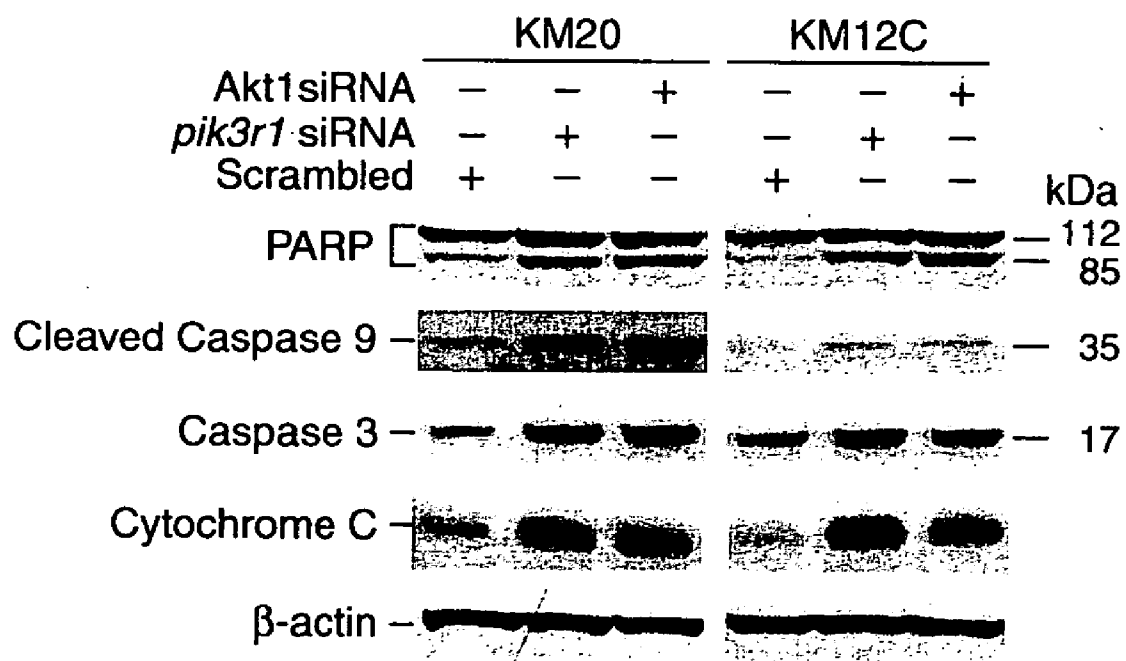 KM20 KM12C
Akt1siRNA – – + – – +
pik3r1 siRNA – + – – + –
Scrambled + – – + – –
kDa
PARP 112
85
Cleaved Caspase 9 – 35
Caspase 3 – 17
Cytochrome C –
β-actin –